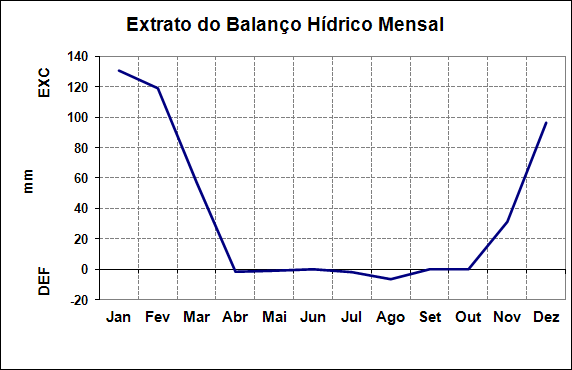 Extrato do Balanço Hídrico Mensal
EXC
mm
DEF
140
120
100
80
60
40
20
0
-20
Jan Fev Mar Abr Mai Jun Jul Ago Set Out Nov Dez